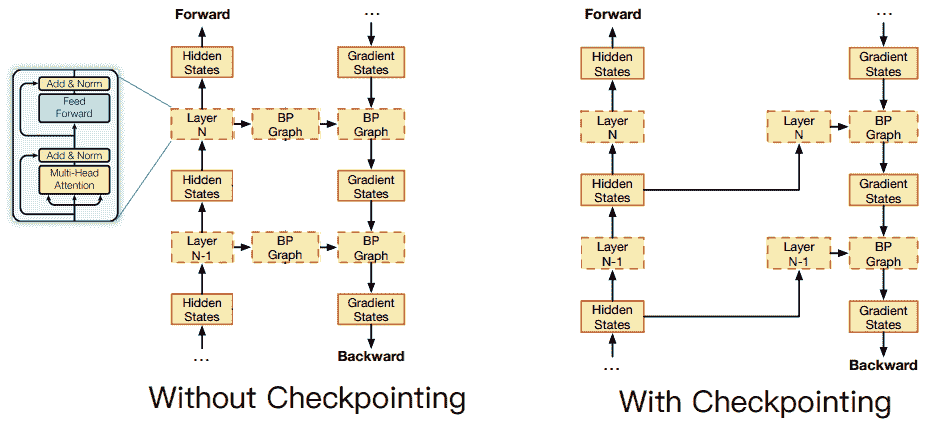 Add & Norm
Feed
Forward
Add & Norm
Multi-Head
Attention
Forward
Hidden
States
Layer
N
BP
Graph
Hidden
States
Layer
N-1
BP
Graph
Hidden
States
...
...
Gradient
States
BP
Graph
Gradient
States
BP
Graph
Gradient
States
Backward
Without Checkpointing
Forward
Hidden
States
Layer
N
Hidden
States
Layer
N-1
Hidden
States
...
Layer
N
Layer
N-1
...
Gradient
States
BP
Graph
Gradient
States
BP
Graph
Gradient
States
Backward
With Checkpointing